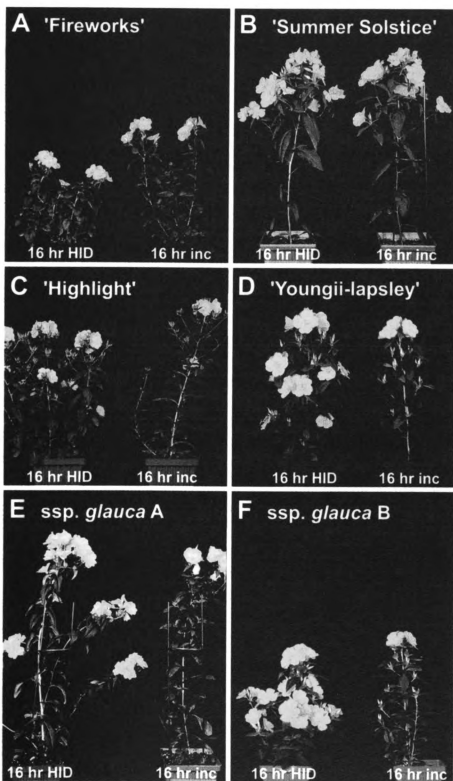 A 'Fireworks'
16 hr HID
16 hr inc
B 'Summer Solstice'
16 hr HID
16 hr inc
C 'Highlight'
16 hr HID
16 hr inc
D 'Youngii-lapsley'
16 hr HID
16 hr inc
E ssp. glauca A
16 hr HID
16 hr inc
F ssp. glauca B
16 hr HID
16 hr inc